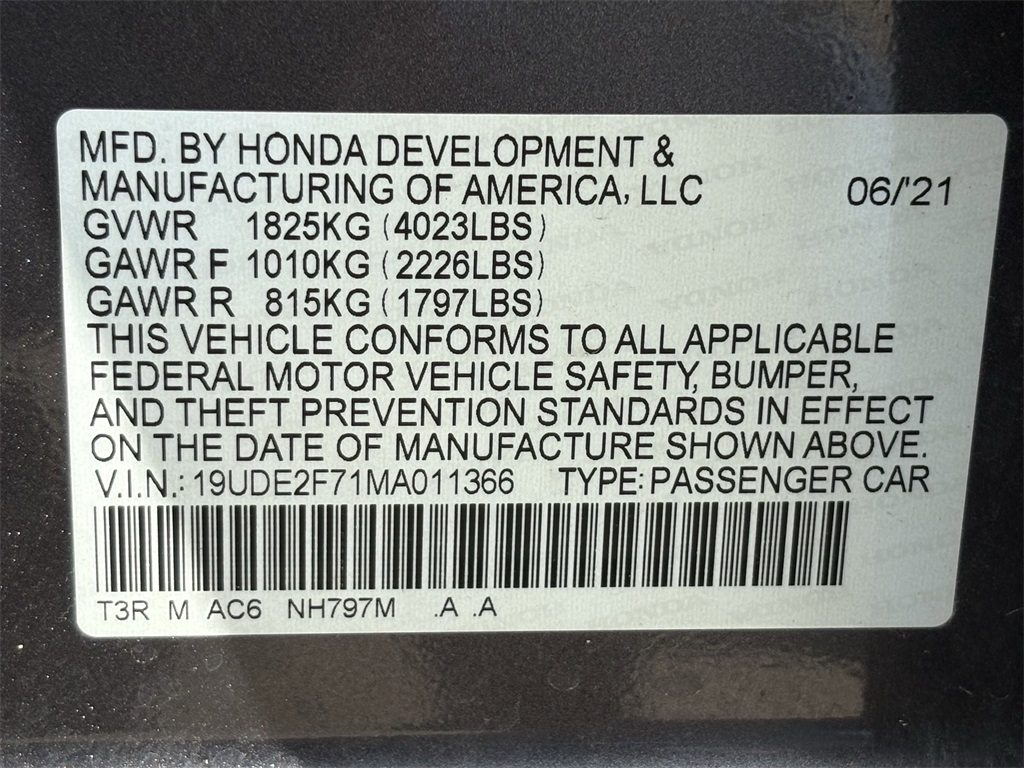 MFD. BY HONDA DEVELOPMENT &
MANUFACTURING OF AMERICA, LLC 06/'21
GVWR 1825KG (4023LBS)
GAWR F 1010KG (2226LBS)
GAWR R 815KG (1797LBS)
THIS VEHICLE CONFORMS TO ALL APPLICABLE
FEDERAL MOTOR VEHICLE SAFETY, BUMPER,
AND THEFT PREVENTION STANDARDS IN EFFECT
ON THE DATE OF MANUFACTURE SHOWN ABOVE.
V.I.N.: 19UDE2F71MA011366 TYPE: PASSENGER CAR
T3R M AC6 NH797M .A .A